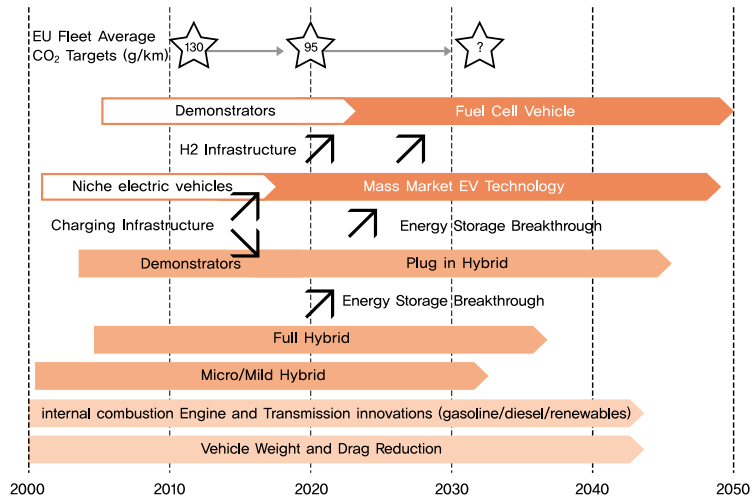 EU Fleet Average
CO₂ Targets (g/km)
130
95
?
Demonstrators
Fuel Cell Vehicle
H2 Infrastructure
Niche electric vehicles
Mass Market EV Technology
Charging Infrastructure
Energy Storage Breakthrough
Demonstrators
Plug in Hybrid
Energy Storage Breakthrough
Full Hybrid
Micro/Mild Hybrid
internal combustion Engine and Transmission innovations (gasoline/diesel/renewables)
Vehicle Weight and Drag Reduction
2000
2010
2020
2030
2040
2050